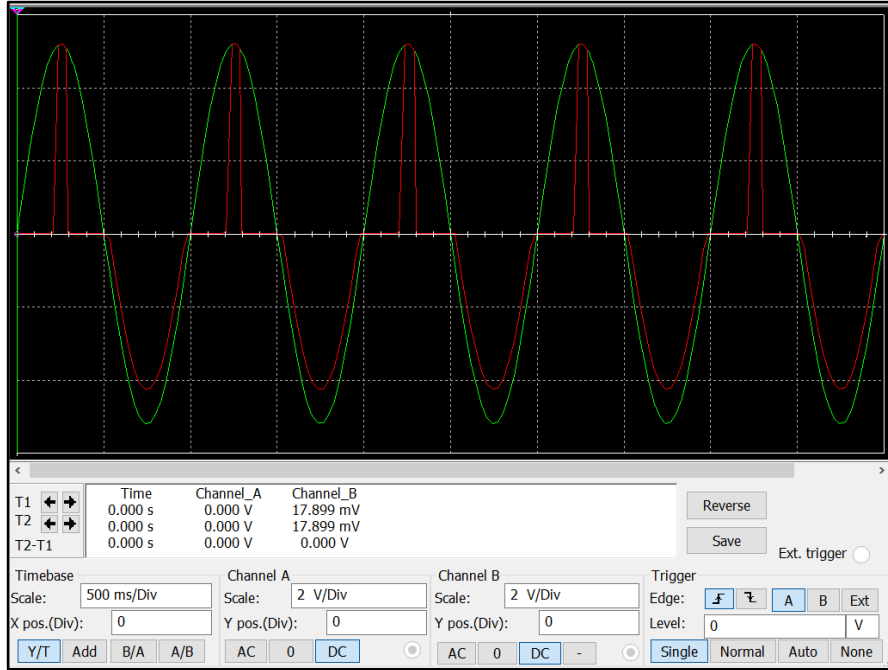 Time Channel_A Channel_B
T1 0.000 s 0.000 V 17.899 mV
T2 0.000 s 0.000 V 17.899 mV
T2-T1 0.000 s 0.000 V 0.000 V
Reverse
Save
Ext. trigger
Timebase
Scale: 500 ms/Div
X pos.(Div): 0
Y/T Add B/A A/B
Channel A
Scale: 2 V/Div
Y pos.(Div): 0
AC 0 DC
Channel B
Scale: 2 V/Div
Y pos.(Div): 0
AC 0 DC -
Trigger
Edge: A B Ext
Level: 0 V
Single Normal Auto None